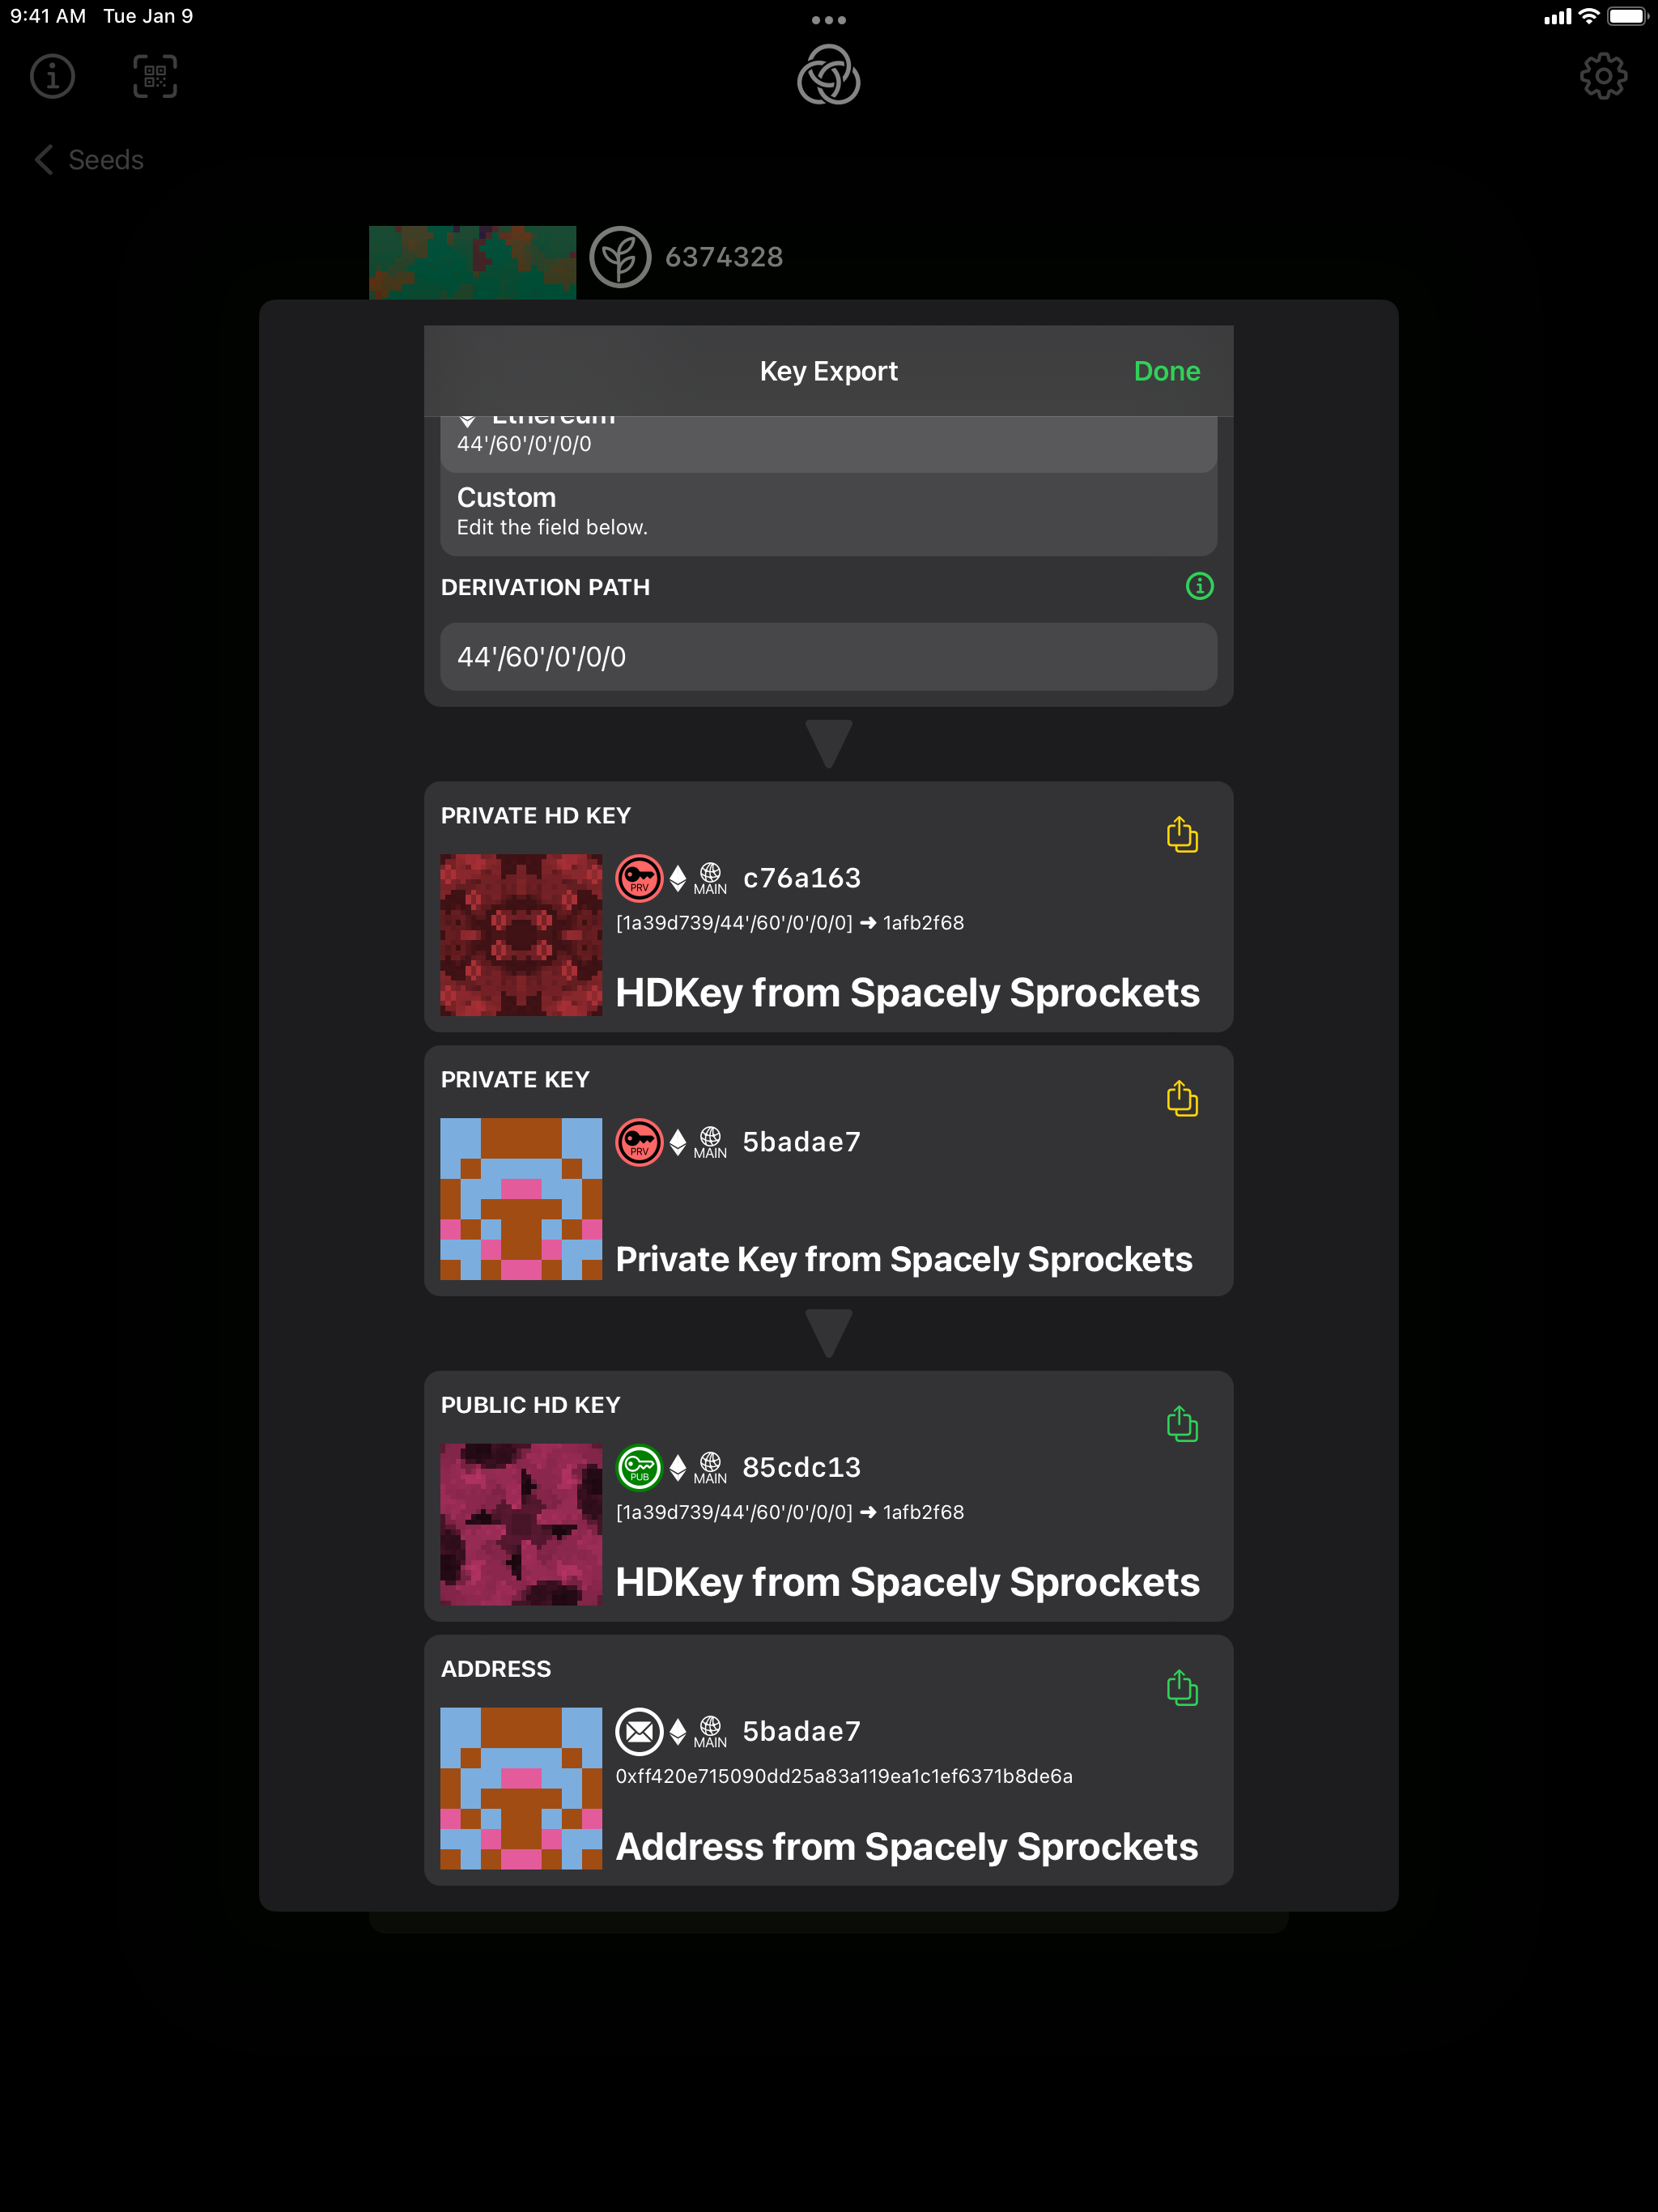 9:41 AM Tue Jan 9
Seeds
6374328
Key Export
Done
Ethereum
44'/60'/0'/0/0
Custom
Edit the field below.
DERIVATION PATH
44'/60'/0'/0/0
PRIVATE HD KEY
PRV
MAIN
c76a163
[1a39d739/44'/60'/0'/0/0] ➜ 1afb2f68
HDKey from Spacely Sprockets
PRIVATE KEY
PRV
MAIN
5badae7
Private Key from Spacely Sprockets
PUBLIC HD KEY
PUB
MAIN
85cdc13
[1a39d739/44'/60'/0'/0/0] ➜ 1afb2f68
HDKey from Spacely Sprockets
ADDRESS
MAIN
5badae7
0xff420e715090dd25a83a119ea1c1ef6371b8de6a
Address from Spacely Sprockets